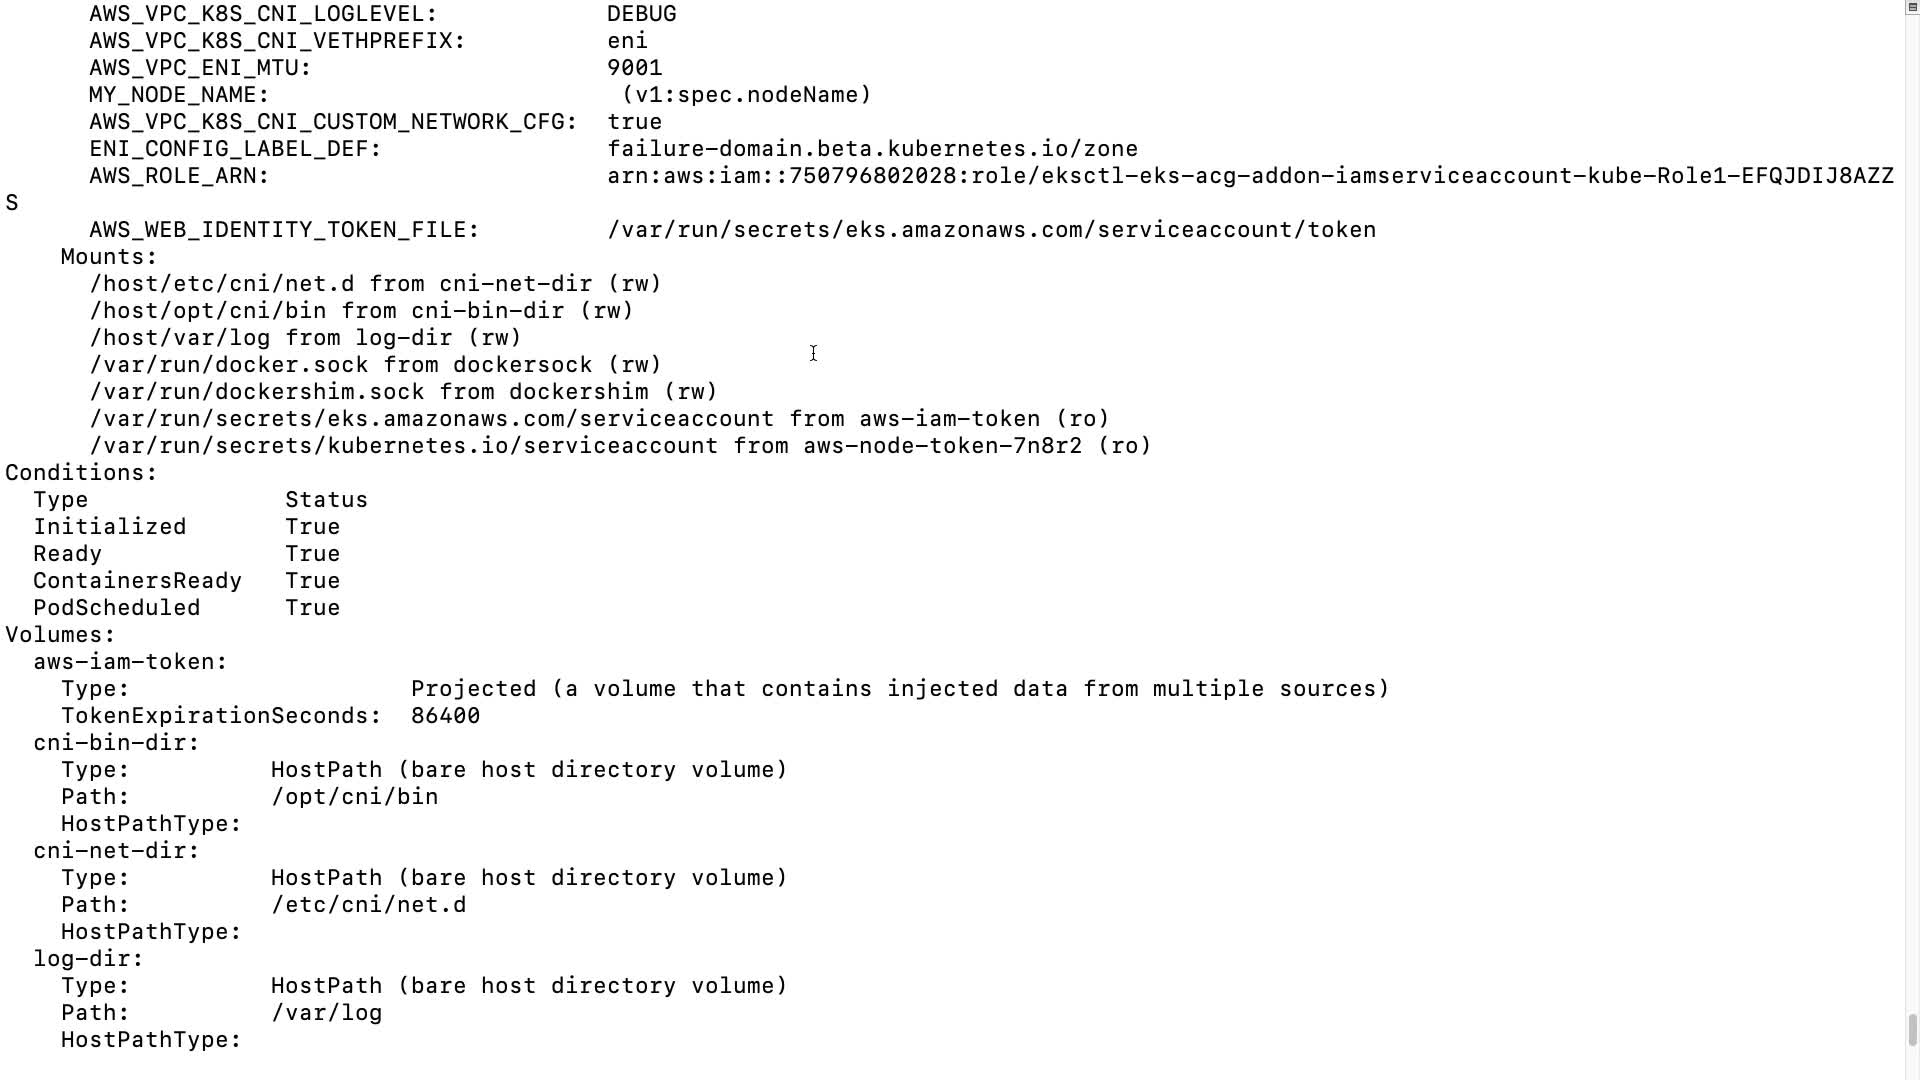 AWS_VPC_K8S_CNI_LOGLEVEL: DEBUG
AWS_VPC_K8S_CNI_VETHPREFIX: eni
AWS_VPC_ENI_MTU: 9001
MY_NODE_NAME: (v1:spec.nodeName)
AWS_VPC_K8S_CNI_CUSTOM_NETWORK_CFG: true
ENI_CONFIG_LABEL_DEF: failure-domain.beta.kubernetes.io/zone
AWS_ROLE_ARN: arn:aws:iam::750796802028:role/eksctl-eks-acg-addon-iamserviceaccount-kube-Role1-EFQJDIJ8AZZ
S
AWS_WEB_IDENTITY_TOKEN_FILE: /var/run/secrets/eks.amazonaws.com/serviceaccount/token
Mounts:
/host/etc/cni/net.d from cni-net-dir (rw)
/host/opt/cni/bin from cni-bin-dir (rw)
/host/var/log from log-dir (rw)
/var/run/docker.sock from dockersock (rw)
/var/run/dockershim.sock from dockershim (rw)
/var/run/secrets/eks.amazonaws.com/serviceaccount from aws-iam-token (ro)
/var/run/secrets/kubernetes.io/serviceaccount from aws-node-token-7n8r2 (ro)
Conditions:
Type Status
Initialized True
Ready True
ContainersReady True
PodScheduled True
Volumes:
aws-iam-token:
Type: Projected (a volume that contains injected data from multiple sources)
TokenExpirationSeconds: 86400
cni-bin-dir:
Type: HostPath (bare host directory volume)
Path: /opt/cni/bin
HostPathType:
cni-net-dir:
Type: HostPath (bare host directory volume)
Path: /etc/cni/net.d
HostPathType:
log-dir:
Type: HostPath (bare host directory volume)
Path: /var/log
HostPathType: